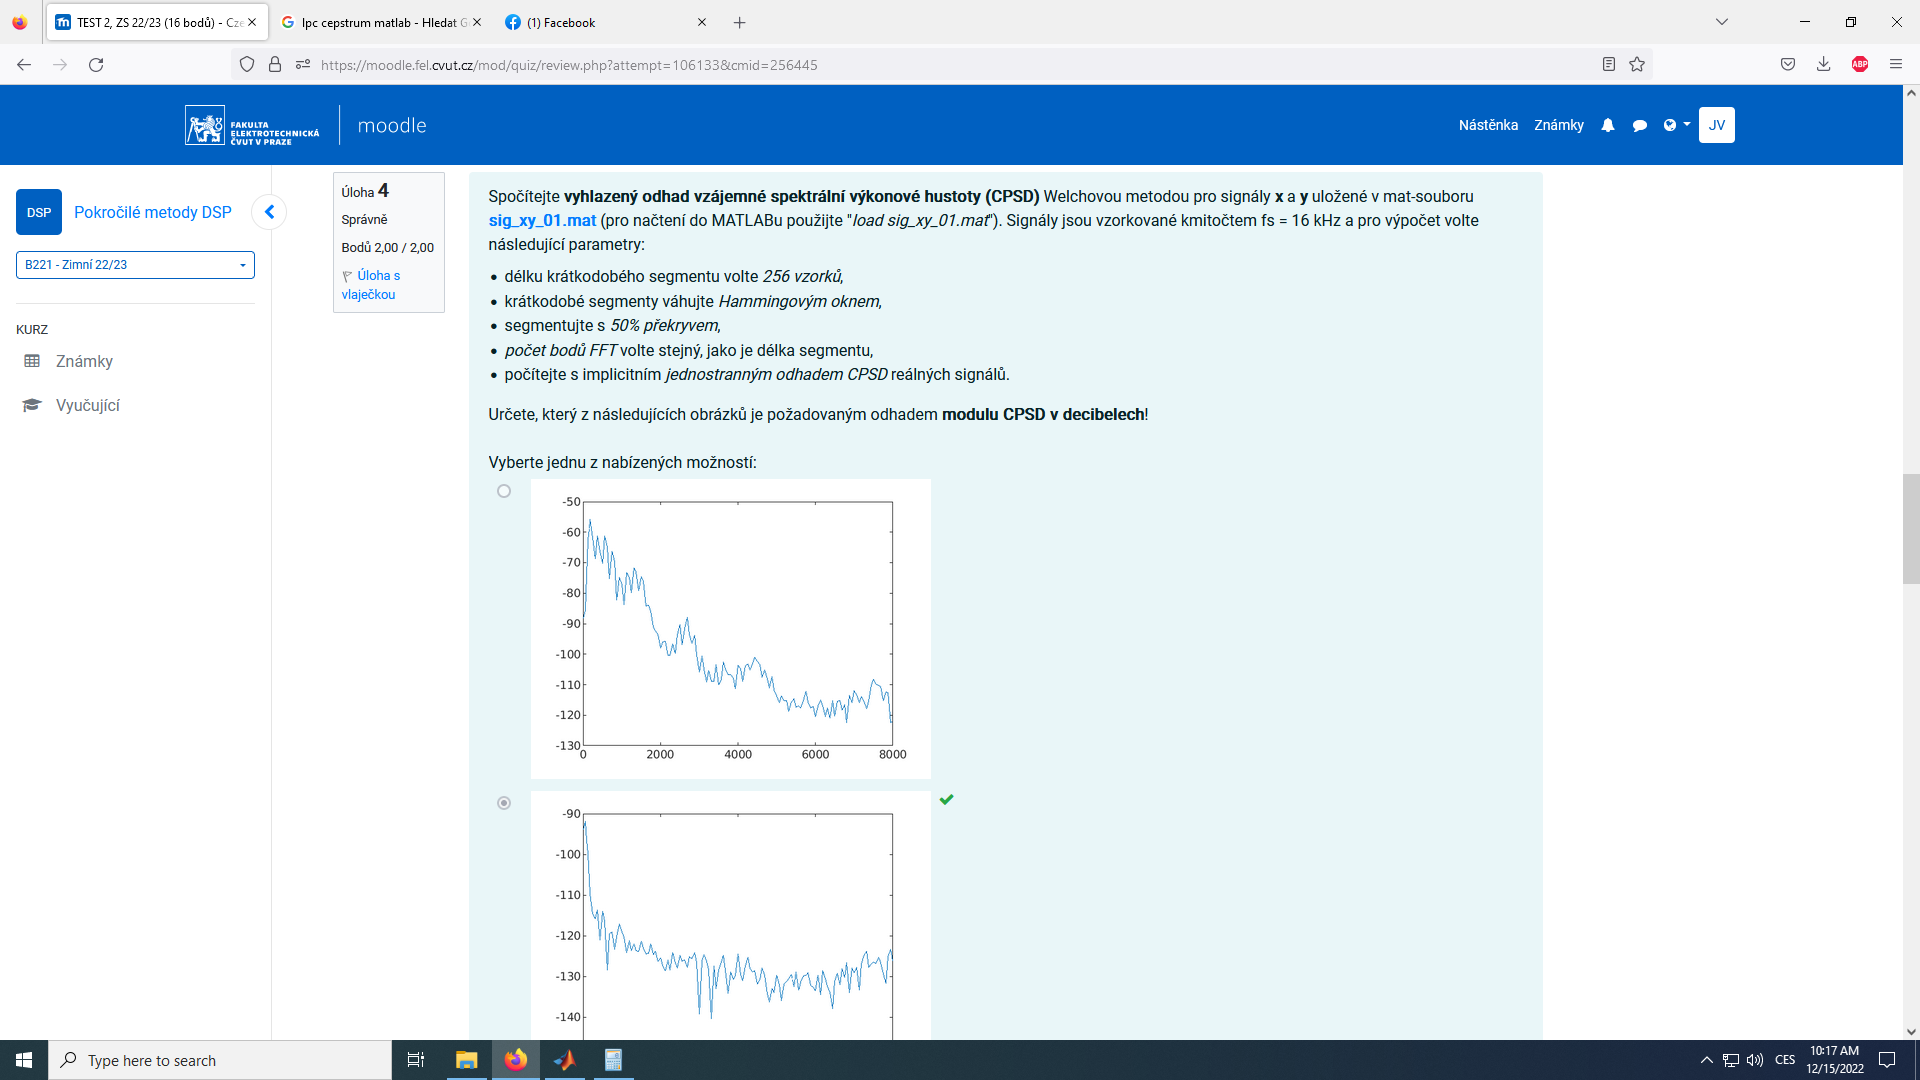 TEST 2, ZS 22/23 (16 bodů) - Cze
lpc cepstrum matlab - Hledat G
(1) Facebook
https://moodle.fel.cvut.cz/mod/quiz/review.php?attempt=106133&cmid=256445
ABP
FAKULTA
ELEKTROTECHNICKÁ
ČVUT V PRAZE
moodle
Nástěnka
Známky
JV
DSP
Pokročilé metody DSP
B221 - Zimní 22/23
KURZ
Známky
Vyučující
Úloha 4
Správně
Bodů 2,00 / 2,00
Úloha s
vlaječkou
Spočítejte vyhlazený odhad vzájemné spektrální výkonové hustoty (CPSD) Welchovou metodou pro signály x a y uložené v mat-souboru
sig_xy_01.mat (pro načtení do MATLABu použijte "load sig_xy_01.mat"). Signály jsou vzorkované kmitočtem fs = 16 kHz a pro výpočet volte
následující parametry:
• délku krátkodobého segmentu volte 256 vzorků,
• krátkodobé segmenty váhujte Hammingovým oknem,
• segmentujte s 50% překryvem,
• počet bodů FFT volte stejný, jako je délka segmentu,
• počítejte s implicitním jednostranným odhadem CPSD reálných signálů.
Určete, který z následujících obrázků je požadovaným odhadem modulu CPSD v decibelech!
Vyberte jednu z nabízených možností:
-50
-60
-70
-80
-90
-100
-110
-120
-130
0
2000
4000
6000
8000
-90
-100
-110
-120
-130
-140
Type here to search
CES
10:17 AM
12/15/2022